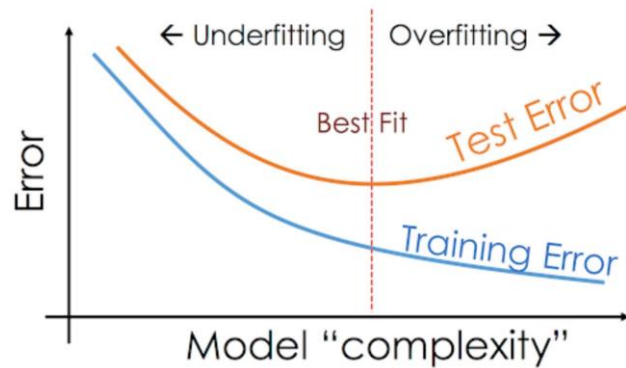 ← Underfitting
Overfitting →
Best Fit
Test Error
Training Error
Error
Model “complexity”